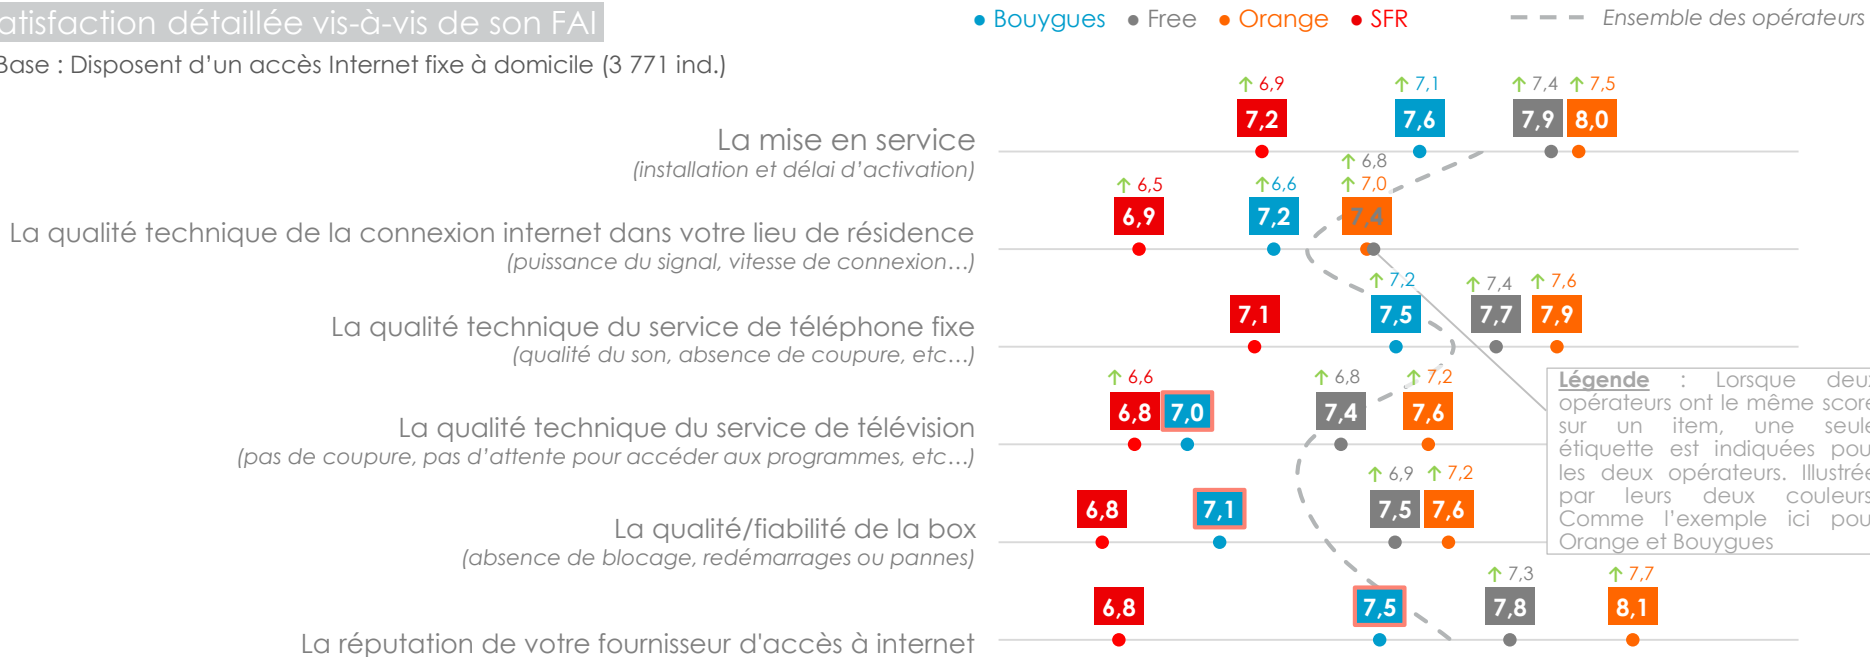 atisfaction détaillée vis-à-vis de son FAI
Bouygues Free Orange SFR Ensemble des opérateurs
Base : Disposent d’un accès Internet fixe à domicile (3 771 ind.)
↑ 6,9 ↑ 7,1 ↑ 7,4 ↑ 7,5
7,2 7,6 7,9 8,0
La mise en service
(installation et délai d’activation)
↑ 6,8
↑ 6,5 ↑6,6 ↑ 7,0
6,9 7,2 7,4
La qualité technique de la connexion internet dans votre lieu de résidence
(puissance du signal, vitesse de connexion…)
↑ 7,2 ↑ 7,4 ↑ 7,6
7,1 7,5 7,7 7,9
La qualité technique du service de téléphone fixe
(qualité du son, absence de coupure, etc…)
↑ 6,6 ↑ 6,8 ↑ 7,2
6,8 7,0 7,4 7,6
La qualité technique du service de télévision
(pas de coupure, pas d’attente pour accéder aux programmes, etc…)
↑ 6,9 ↑ 7,2
6,8 7,1 7,5 7,6
La qualité/fiabilité de la box
(absence de blocage, redémarrages ou pannes)
↑ 7,3 ↑ 7,7
6,8 7,5 7,8 8,1
La réputation de votre fournisseur d'accès à internet
Légende : Lorsque deux
opérateurs ont le même score
sur un item, une seule
étiquette est indiquées pou
les deux opérateurs. Illustrée
par leurs deux couleurs
Comme l’exemple ici pou
Orange et Bouygues